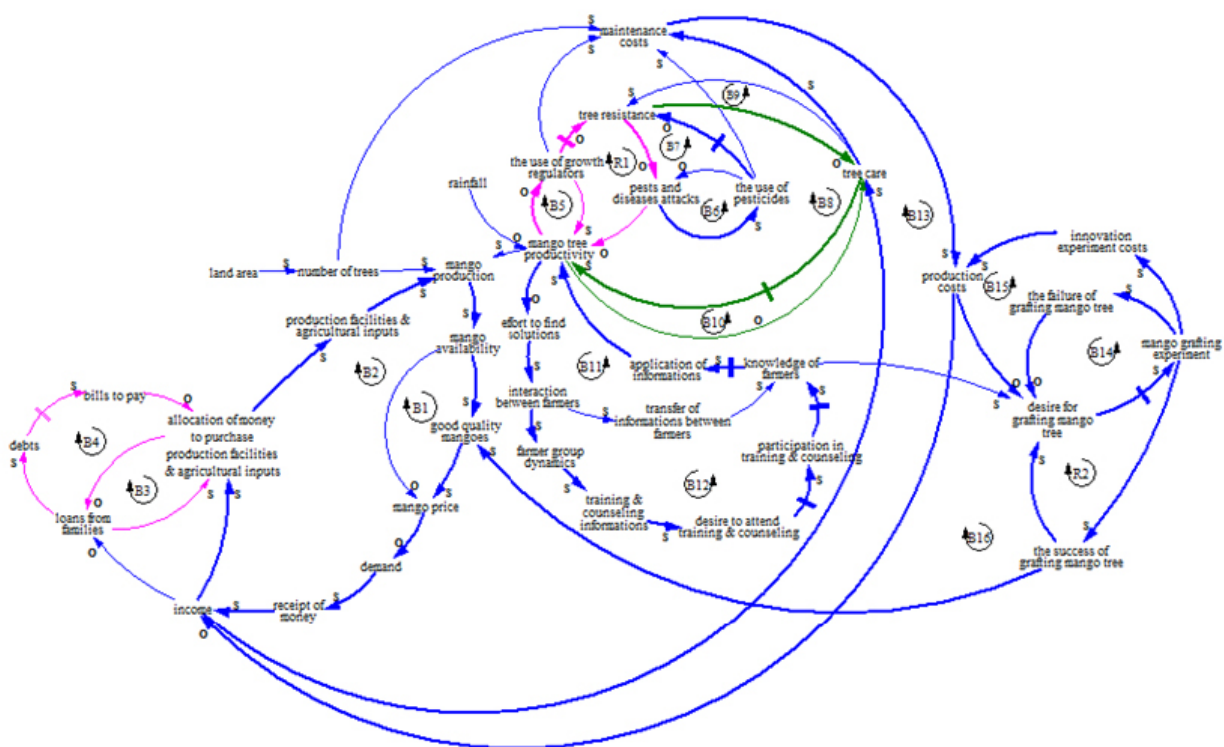 maintenance
costs
S
S
S
S
B9
tree resistance
S
S
O
B7
O
O
the use of growth
regulators
R1
O
O
tree care
S
rainfall
O
B5
pests and
diseases attacks
the use of
pesticides
B6
S
B8
B13
S
O
O
S
mango tree
productivity
S
innovation
experiment costs
land area
S
number of trees
S
mango
production
S
S
production
costs
S
S
B15
the failure of
grafting mango tree
S
production facilities &
agricultural inputs
S
B10
O
O
effort to find
solutions
mango
availability
B14
mango grafting
experiment
S
B2
B11
application of
informations
S
knowledge of
farmers
S
bills to pay
S
O
interaction
between farmers
S
S
S
O
O
desire for
grafting mango
tree
allocation of money
to purchase
production facilities
& agricultural inputs
B1
S
good quality
mangoes
transfer of
informations between
farmers
S
debts
S
B4
S
farmer group
dynamics
participation in
training & counseling
S
R2
B3
S
S
S
O
loans from
families
O
S
mango price
S
training &
counseling
informations
B12
S
S
desire to attend
training & counseling
B16
S
the success of
grafting mango tree
O
demand
income
O
S
receipt of
money
S